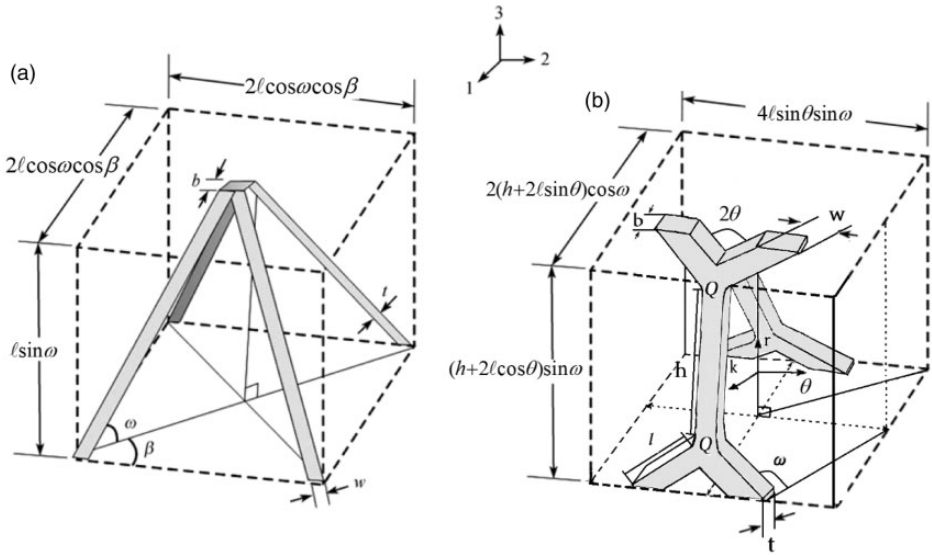 3
2
1
(a)
2ℓcosωcosβ
2ℓcosωcosβ
b
t
ℓsinω
ω
β
w
(b)
4ℓsinθsinω
2(h+2ℓsinθ)cosω
b
2θ
w
Q
(h+2ℓcosθ)sinω
h
r
k
θ
l
Q
ω
t